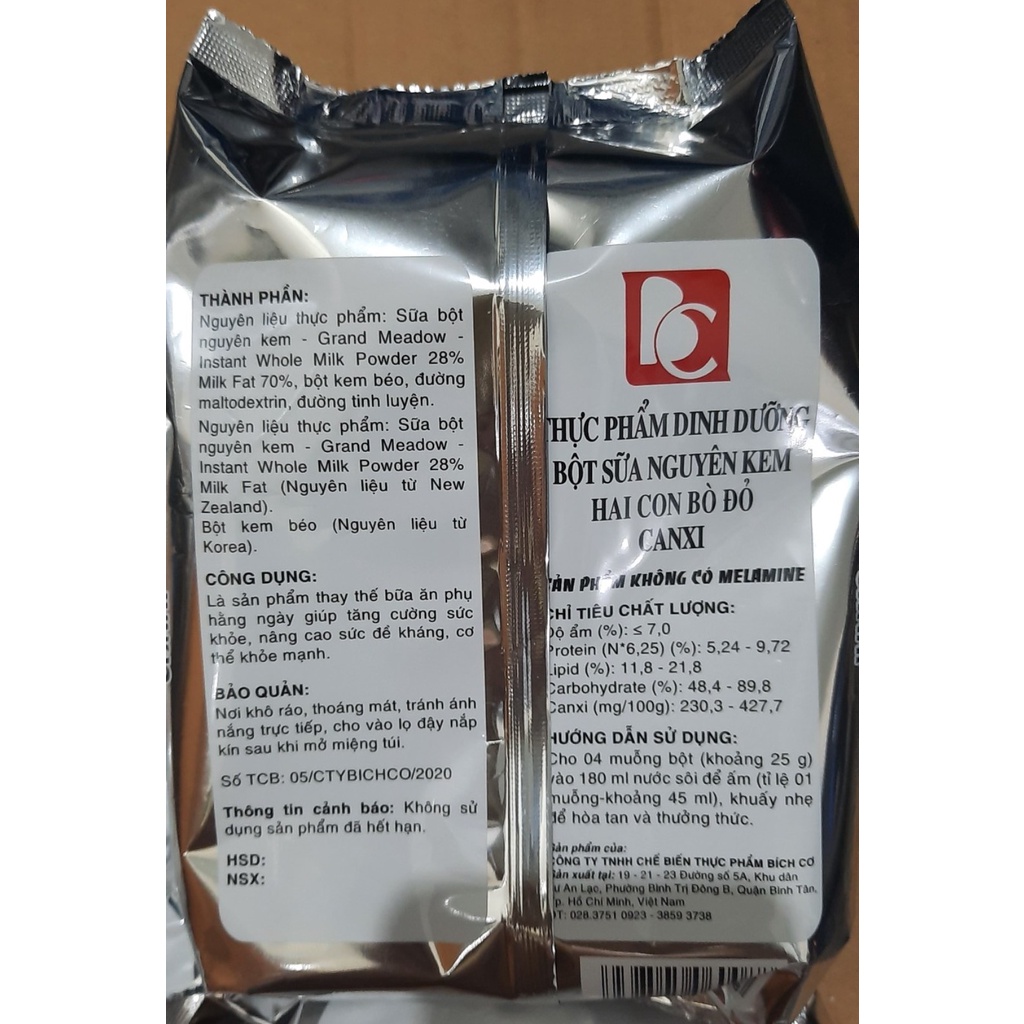 THÀNH PHẦN:
Nguyên liệu thực phẩm: Sữa bột
nguyên kem - Grand Meadow -
Instant Whole Milk Powder 28%
Milk Fat 70%, bột kem béo, đường
maltodextrin, đường tinh luyện.
Nguyên liệu thực phẩm: Sữa bột
nguyên kem - Grand Meadow -
Instant Whole Milk Powder 28%
Milk Fat (Nguyên liệu từ New
Zealand).
Bột kem béo (Nguyên liệu từ
Korea).
CÔNG DỤNG:
Là sản phẩm thay thế bữa ăn phụ
hằng ngày giúp tăng cường sức
khỏe, nâng cao sức đề kháng, cơ
thể khỏe mạnh.
BẢO QUẢN:
Nơi khô ráo, thoáng mát, tránh ánh
nắng trực tiếp, cho vào lọ đậy nắp
kín sau khi mở miệng túi.
Số TCB: 05/CTYBICHCO/2020
Thông tin cảnh báo: Không sử
dụng sản phẩm đã hết hạn.
HSD:
NSX:
BC
THỰC PHẨM DINH DƯỠNG
BỘT SỮA NGUYÊN KEM
HAI CON BÒ ĐỎ
CANXI
SẢN PHẨM KHÔNG CÓ MELAMINE
CHỈ TIÊU CHẤT LƯỢNG:
Độ ẩm (%): ≤ 7,0
Protein (N*6,25) (%): 5,24 - 9,72
Lipid (%): 11,8 - 21,8
Carbohydrate (%): 48,4 - 89,8
Canxi (mg/100g): 230,3 - 427,7
HƯỚNG DẪN SỬ DỤNG:
Cho 04 muỗng bột (khoảng 25 g)
vào 180 ml nước sôi để ấm (tỉ lệ 01
muỗng-khoảng 45 ml), khuấy nhẹ
để hòa tan và thưởng thức.
Sản phẩm của:
CÔNG TY TNHH CHẾ BIẾN THỰC PHẨM BÍCH CƠ
Sản xuất tại: 19 - 21 - 23 Đường số 5A, Khu dân
cư An Lạc, Phường Bình Trị Đông B, Quận Bình Tân,
Tp. Hồ Chí Minh, Việt Nam
ĐT: 028.3751 0923 - 3859 3738